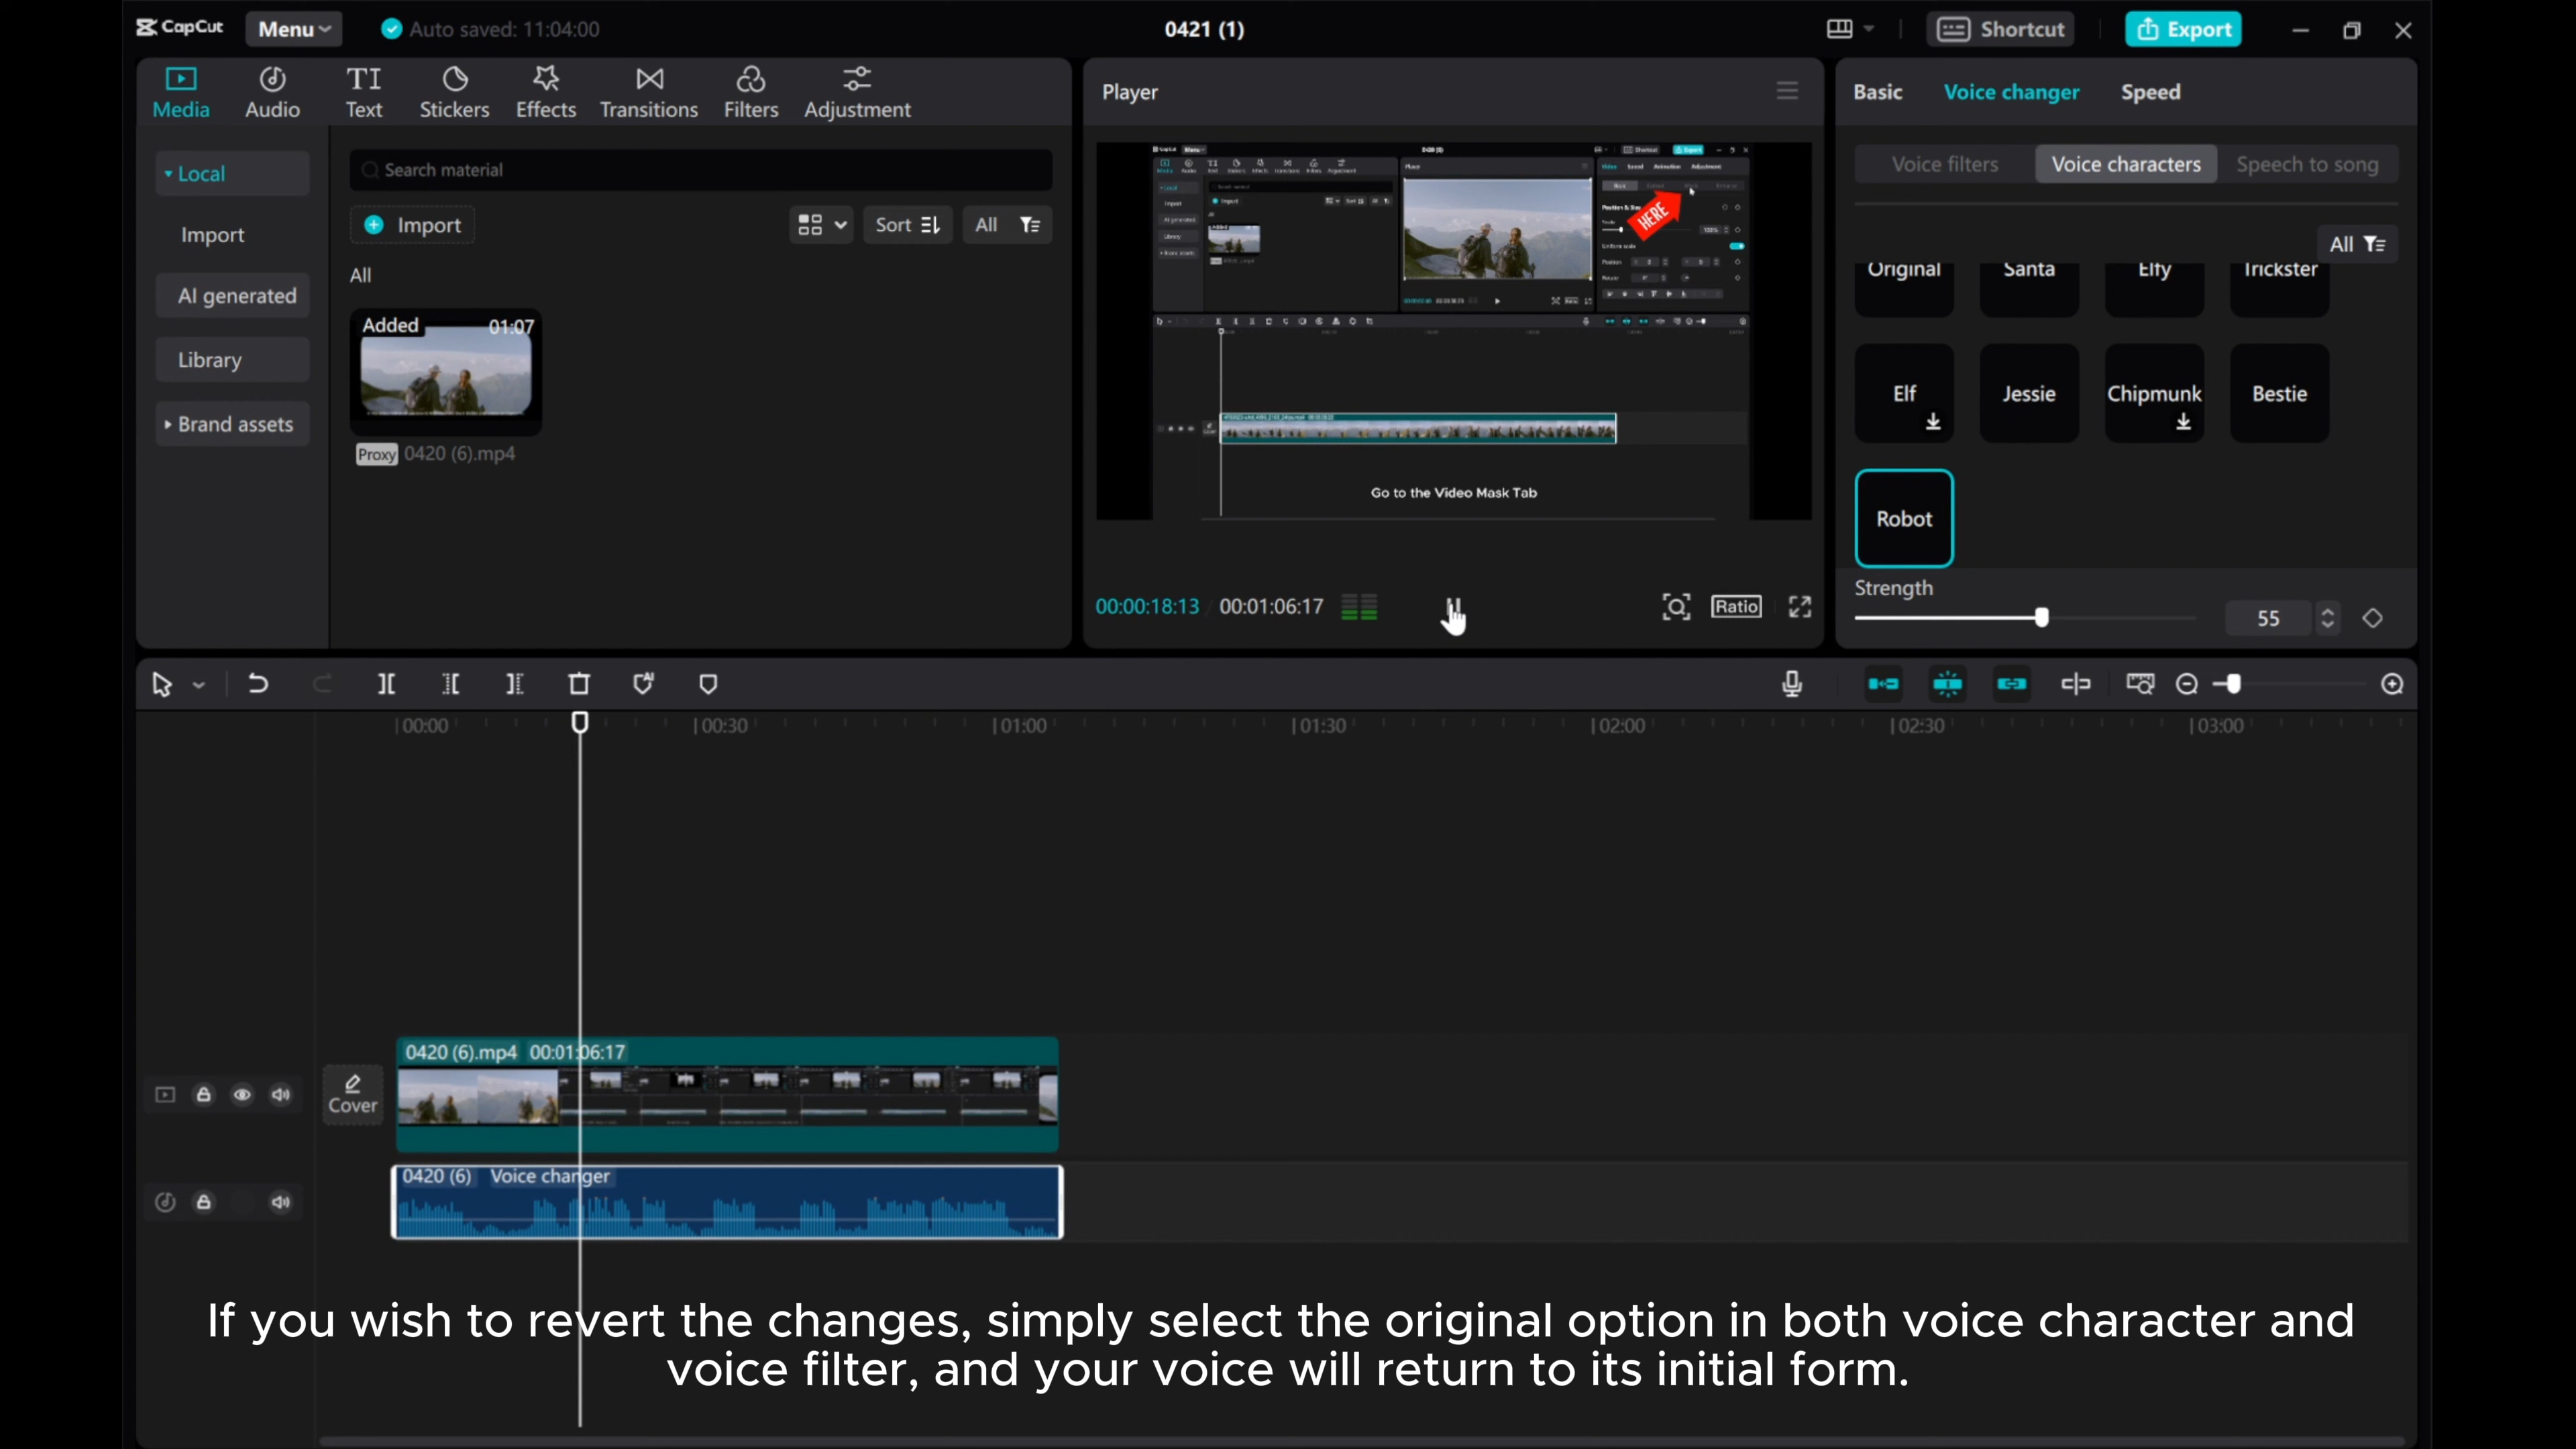 CapCut Menu Auto saved: 11:04:00 0421 (1) Shortcut Export
Media Audio Text Stickers Effects Transitions Filters Adjustment
Local
Import
AI generated
Library
Brand assets
Search material
Import Sort All
All
Added 01:07
Proxy 0420 (6).mp4
Player
HERE
Go to the Video Mask Tab
00:00:18:13 / 00:01:06:17 Ratio
Basic Voice changer Speed
Voice filters Voice characters Speech to song
All
Original Santa Elfy Trickster
Elf Jessie Chipmunk Bestie
Robot
Strength
55
00:00 00:30 01:00 01:30 02:00 02:30 03:00
0420 (6).mp4 00:01:06:17
Cover
0420 (6) Voice changer
If you wish to revert the changes, simply select the original option in both voice character and
voice filter, and your voice will return to its initial form.